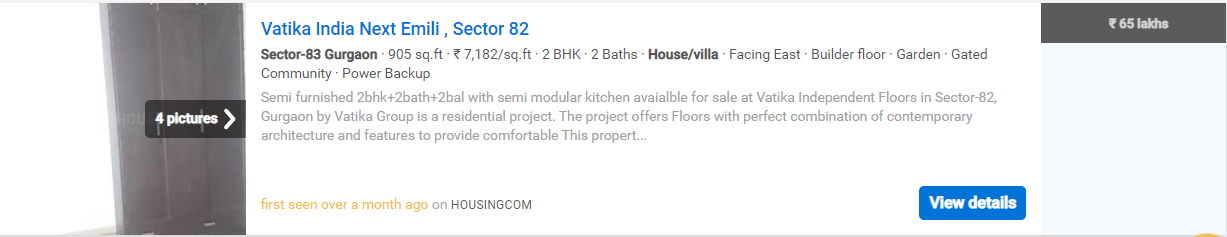 Vatika India Next Emili , Sector 82
₹ 65 lakhs
Sector-83 Gurgaon · 905 sq.ft · ₹ 7,182/sq.ft · 2 BHK · 2 Baths · House/villa · Facing East · Builder floor · Garden · Gated
Community · Power Backup
Semi furnished 2bhk+2bath+2bal with semi modular kitchen avaialble for sale at Vatika Independent Floors in Sector-82,
Gurgaon by Vatika Group is a residential project. The project offers Floors with perfect combination of contemporary
architecture and features to provide comfortable This propert...
4 pictures
first seen over a month ago on HOUSINGCOM
View details